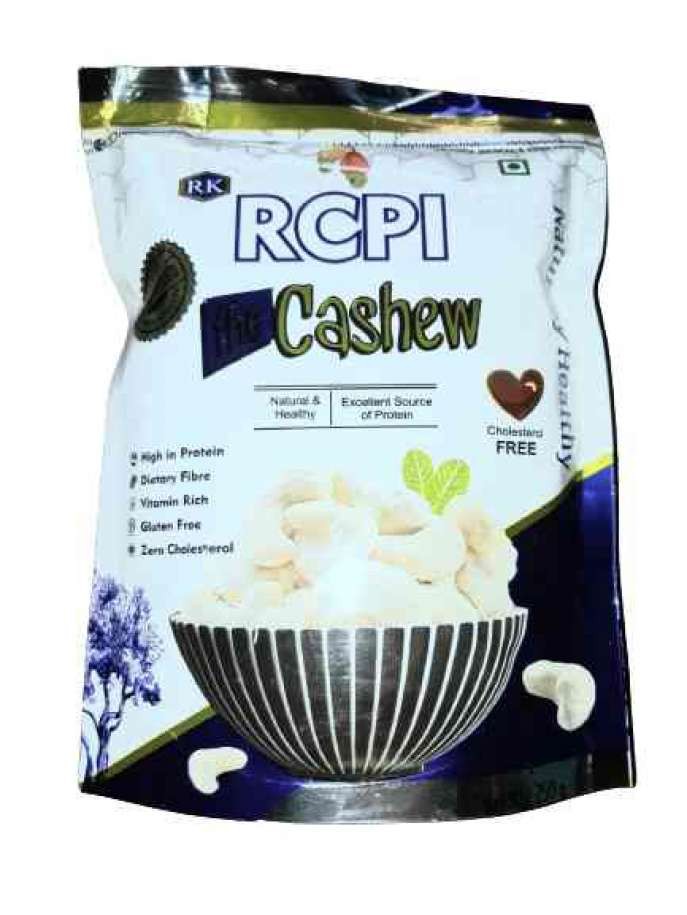 RK
RCPI
the Cashew
Natural &
Healthy
Excellent Source
of Protein
Cholesterol
FREE
High in Protein
Dietary Fibre
Vitamin Rich
Gluten Free
Zero Cholesterol
Healthy